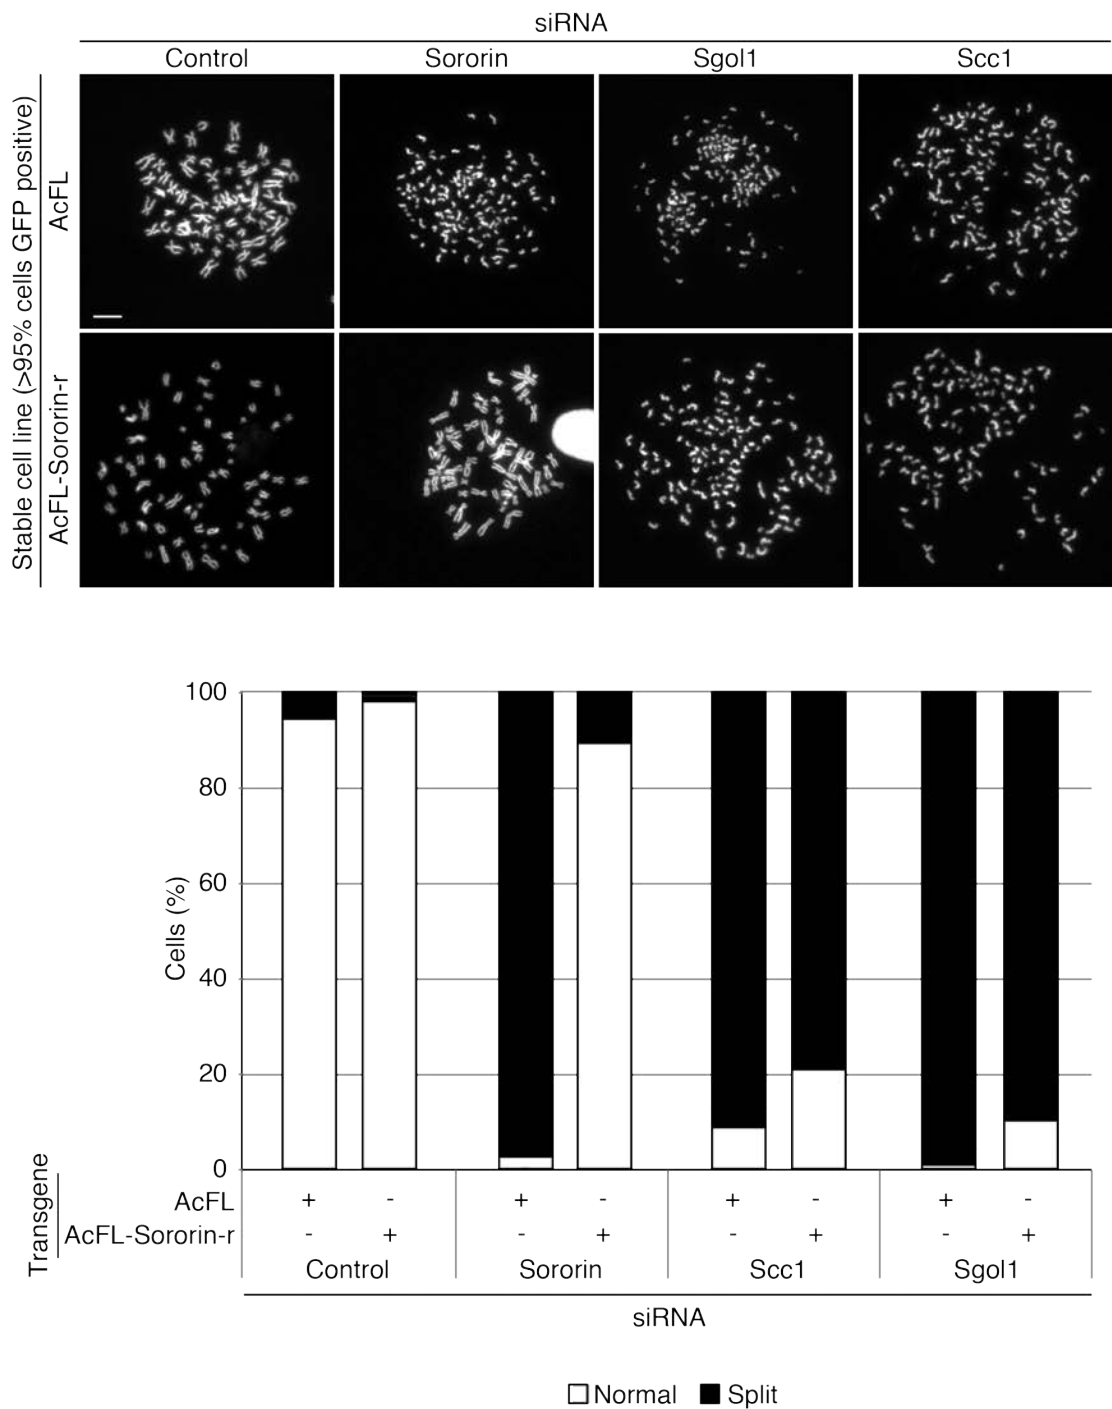 siRNA
Control Sororin Sgol1 Scc1
Stable cell line (>95% cells GFP positive)
AcFL
AcFL-Sororin-r
100
80
60
40
20
0
Cells (%)
Transgene
AcFL + - + - + - + -
AcFL-Sororin-r - + - + - + - +
Control Sororin Scc1 Sgol1
siRNA
Normal Split